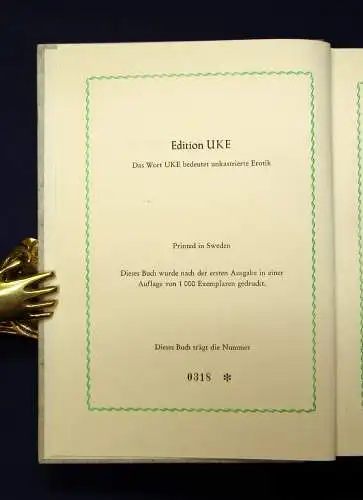 Edition UKE
Das Wort UKE bedeutet unkastrierte Erotik
Printed in Sweden
Dieses Buch wurde nach der ersten Ausgabe in einer
Auflage von 1 000 Exemplaren gedruckt.
Dieses Buch trägt die Nummer
0318 *